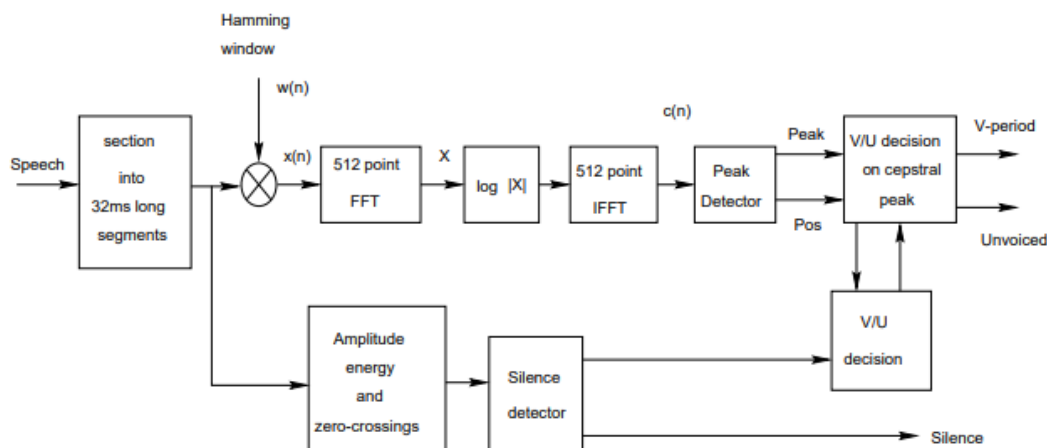 Hamming
window
w(n)
Speech
section
into
32ms long
segments
x(n)
512 point
FFT
X
log |X|
512 point
IFFT
c(n)
Peak
Detector
Peak
Pos
V/U decision
on cepstral
peak
V-period
Unvoiced
Amplitude
energy
and
zero-crossings
Silence
detector
V/U
decision
Silence